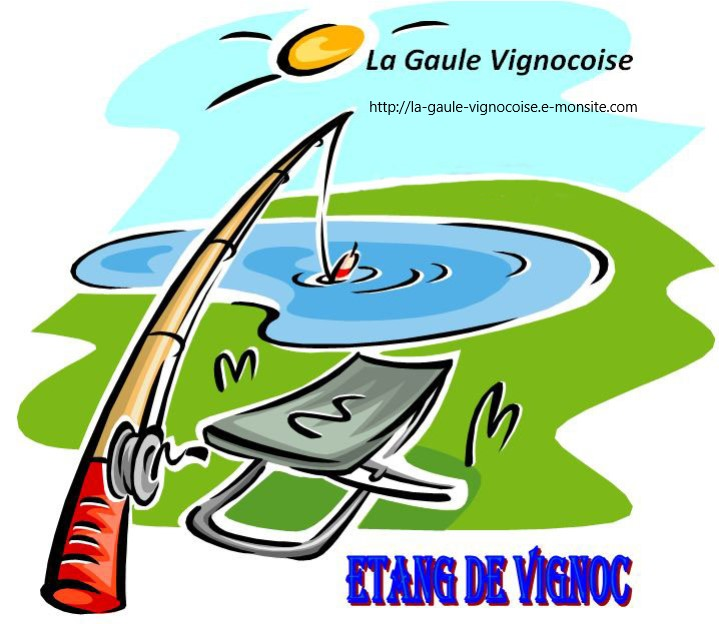 La Gaule Vignocoise
http://la-gaule-vignocoise.e-monsite.com
ETANG DE VIGNOC